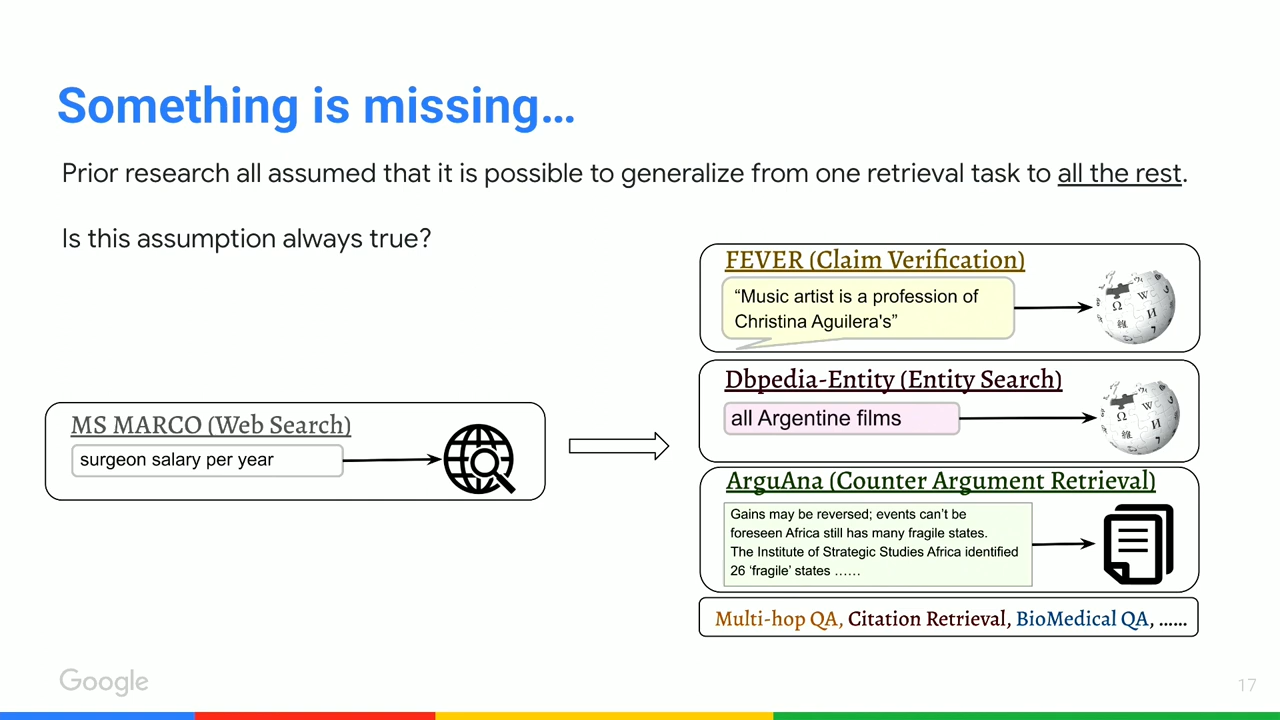 Something is missing…
Prior research all assumed that it is possible to generalize from one retrieval task to all the rest.
Is this assumption always true?
MS MARCO (Web Search)
surgeon salary per year
FEVER (Claim Verification)
“Music artist is a profession of
Christina Aguilera's”
Dbpedia-Entity (Entity Search)
all Argentine films
ArguAna (Counter Argument Retrieval)
Gains may be reversed; events can’t be
foreseen Africa still has many fragile states.
The Institute of Strategic Studies Africa identified
26 ‘fragile’ states ……
Multi-hop QA, Citation Retrieval, BioMedical QA, ……
Google
17